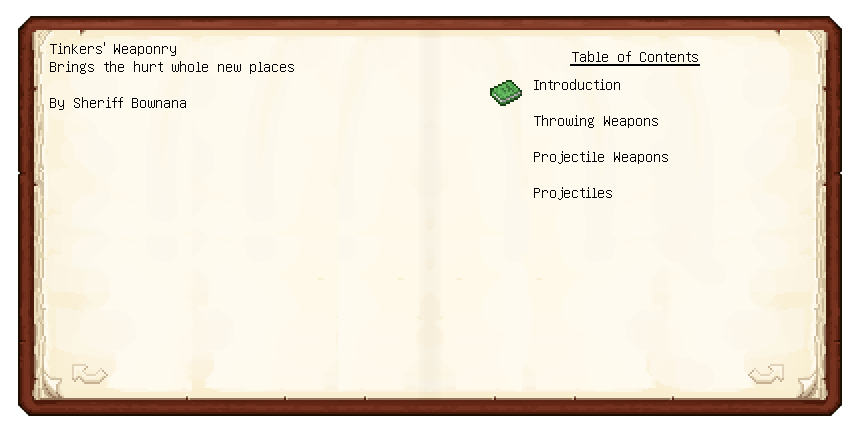 Tinkers' Weaponry
Brings the hurt whole new places
By Sheriff Bownana
Table of Contents
Introduction
Throwing Weapons
Projectile Weapons
Projectiles